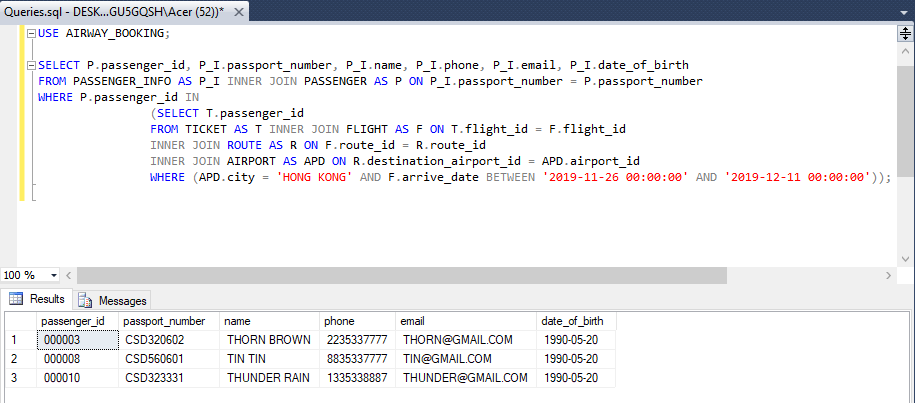 Queries.sql - DESK...GU5GQSH\Acer (52))*
USE AIRWAY_BOOKING;
SELECT P.passenger_id, P_I.passport_number, P_I.name, P_I.phone, P_I.email, P_I.date_of_birth
FROM PASSENGER_INFO AS P_I INNER JOIN PASSENGER AS P ON P_I.passport_number = P.passport_number
WHERE P.passenger_id IN
(SELECT T.passenger_id
FROM TICKET AS T INNER JOIN FLIGHT AS F ON T.flight_id = F.flight_id
INNER JOIN ROUTE AS R ON F.route_id = R.route_id
INNER JOIN AIRPORT AS APD ON R.destination_airport_id = APD.airport_id
WHERE (APD.city = 'HONG KONG' AND F.arrive_date BETWEEN '2019-11-26 00:00:00' AND '2019-12-11 00:00:00'));
100 %
Results Messages
passenger_id passport_number name phone email date_of_birth
1 000003 CSD320602 THORN BROWN 2235337777 THORN@GMAIL.COM 1990-05-20
2 000008 CSD560601 TIN TIN 8835337777 TIN@GMAIL.COM 1990-05-20
3 000010 CSD323331 THUNDER RAIN 1335338887 THUNDER@GMAIL.COM 1990-05-20